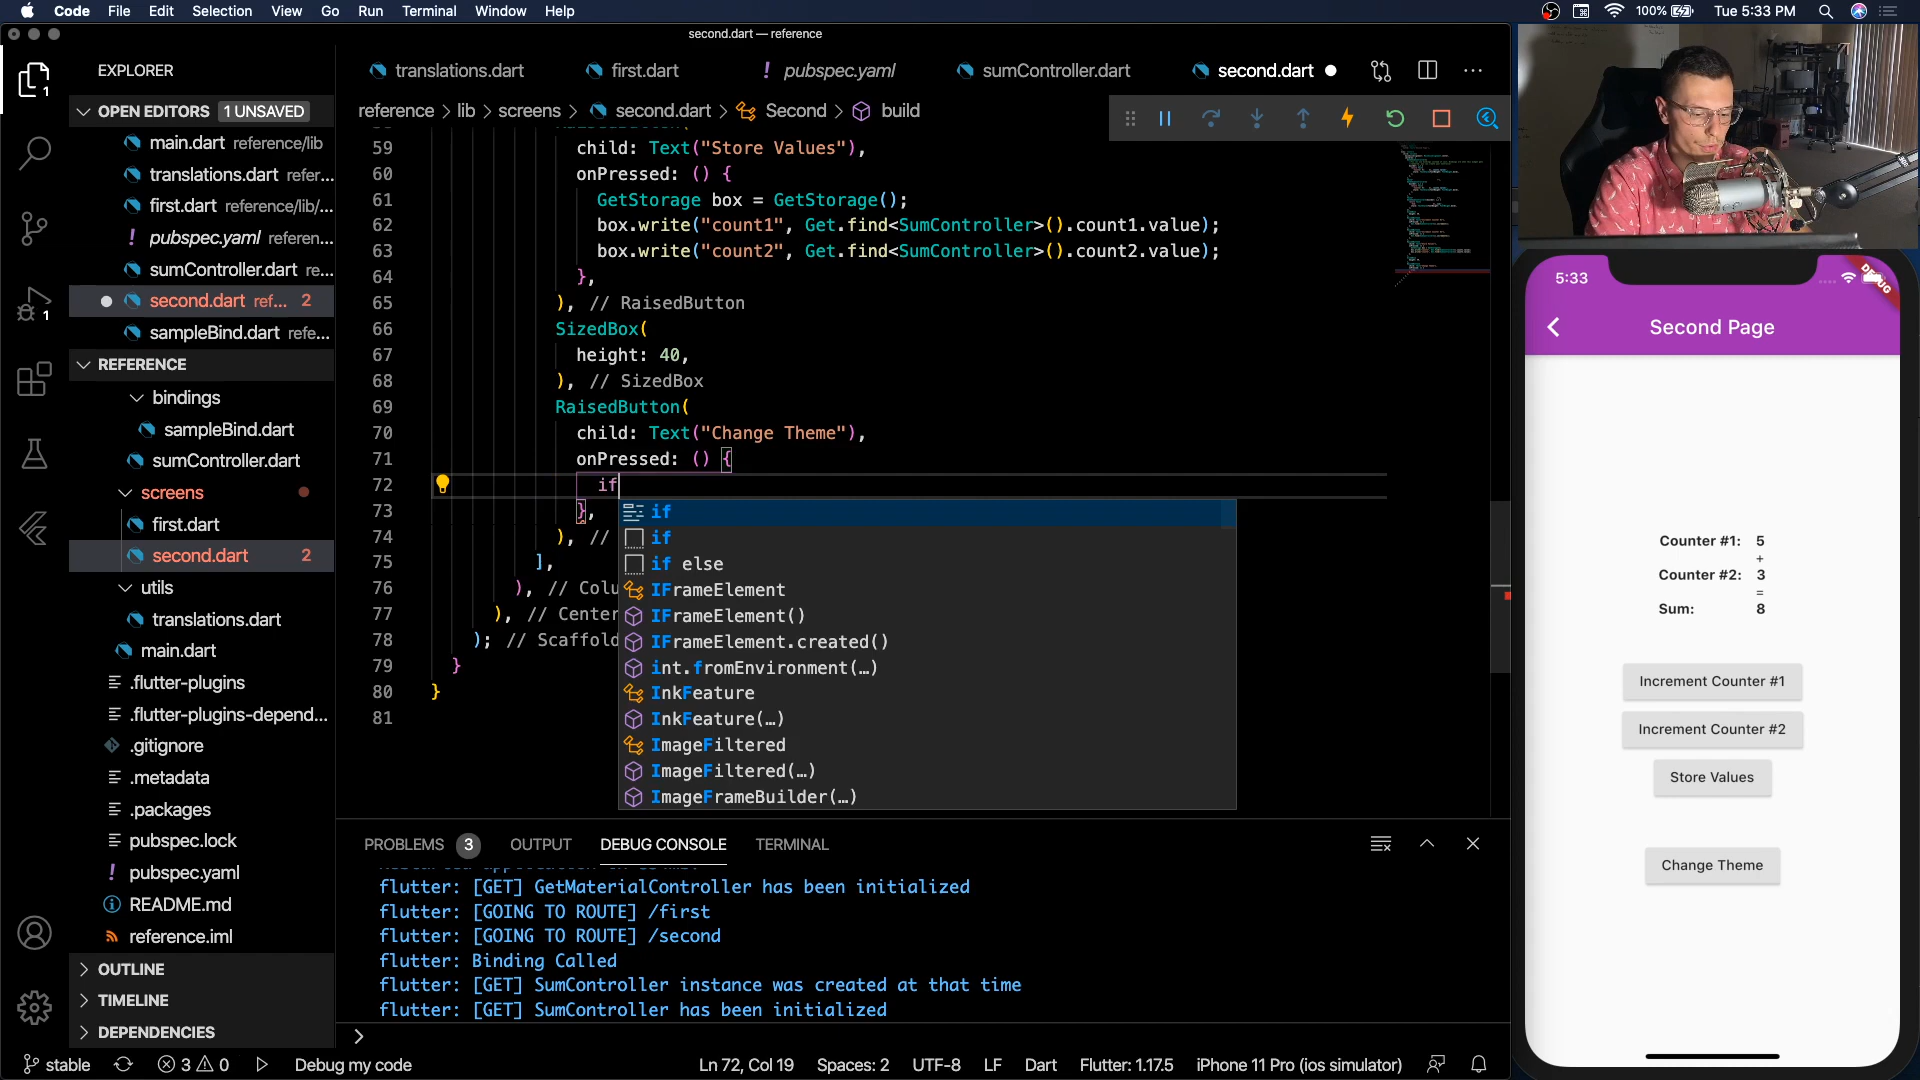 Code File Edit Selection View Go Run Terminal Window Help
100% Tue 5:33 PM
second.dart — reference
EXPLORER
OPEN EDITORS 1 UNSAVED
main.dart reference/lib
translations.dart refer...
first.dart reference/lib/...
! pubspec.yaml referen...
sumController.dart re...
second.dart ref... 2
sampleBind.dart refe...
REFERENCE
bindings
sampleBind.dart
sumController.dart
screens
first.dart
second.dart 2
utils
translations.dart
main.dart
.flutter-plugins
.flutter-plugins-depend...
.gitignore
.metadata
.packages
pubspec.lock
! pubspec.yaml
README.md
reference.iml
OUTLINE
TIMELINE
DEPENDENCIES
1
1
translations.dart first.dart ! pubspec.yaml sumController.dart second.dart
reference > lib > screens > second.dart > Second > build
59 child: Text("Store Values"),
60 onPressed: () {
61 GetStorage box = GetStorage();
62 box.write("count1", Get.find<SumController>().count1.value);
63 box.write("count2", Get.find<SumController>().count2.value);
64 },
65 ), // RaisedButton
66 SizedBox(
67 height: 40,
68 ), // SizedBox
69 RaisedButton(
70 child: Text("Change Theme"),
71 onPressed: () {
72 if
73 },
74 ), //
75 ],
76 ), // Colu
77 ), // Center
78 ); // Scaffold
79 }
80 }
81
if
if
if else
IFrameElement
IFrameElement()
IFrameElement.created()
int.fromEnvironment(…)
InkFeature
InkFeature(…)
ImageFiltered
ImageFiltered(…)
ImageFrameBuilder(…)
PROBLEMS 3 OUTPUT DEBUG CONSOLE TERMINAL
flutter: [GET] GetMaterialController has been initialized
flutter: [GOING TO ROUTE] /first
flutter: [GOING TO ROUTE] /second
flutter: Binding Called
flutter: [GET] SumController instance was created at that time
flutter: [GET] SumController has been initialized
>
stable 3 0 Debug my code Ln 72, Col 19 Spaces: 2 UTF-8 LF Dart Flutter: 1.17.5 iPhone 11 Pro (ios simulator)
5:33
DEBUG
Second Page
Counter #1: 5
+
Counter #2: 3
=
Sum: 8
Increment Counter #1
Increment Counter #2
Store Values
Change Theme